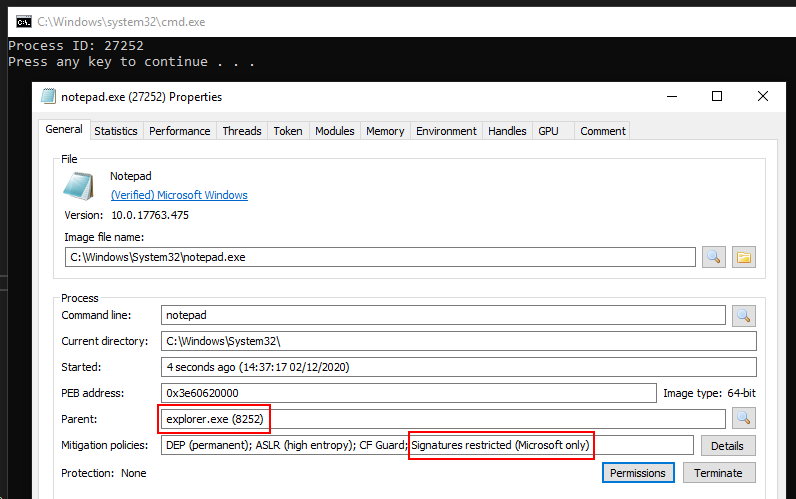 C:\Windows\system32\cmd.exe
Process ID: 27252
Press any key to continue . . .
notepad.exe (27252) Properties
General Statistics Performance Threads Token Modules Memory Environment Handles GPU Comment
File
Notepad
(Verified) Microsoft Windows
Version: 10.0.17763.475
Image file name:
C:\Windows\System32\notepad.exe
Process
Command line: notepad
Current directory: C:\Windows\System32\
Started: 4 seconds ago (14:37:17 02/12/2020)
PEB address: 0x3e60620000 Image type: 64-bit
Parent: explorer.exe (8252)
Mitigation policies: DEP (permanent); ASLR (high entropy); CF Guard; Signatures restricted (Microsoft only) Details
Protection: None Permissions Terminate